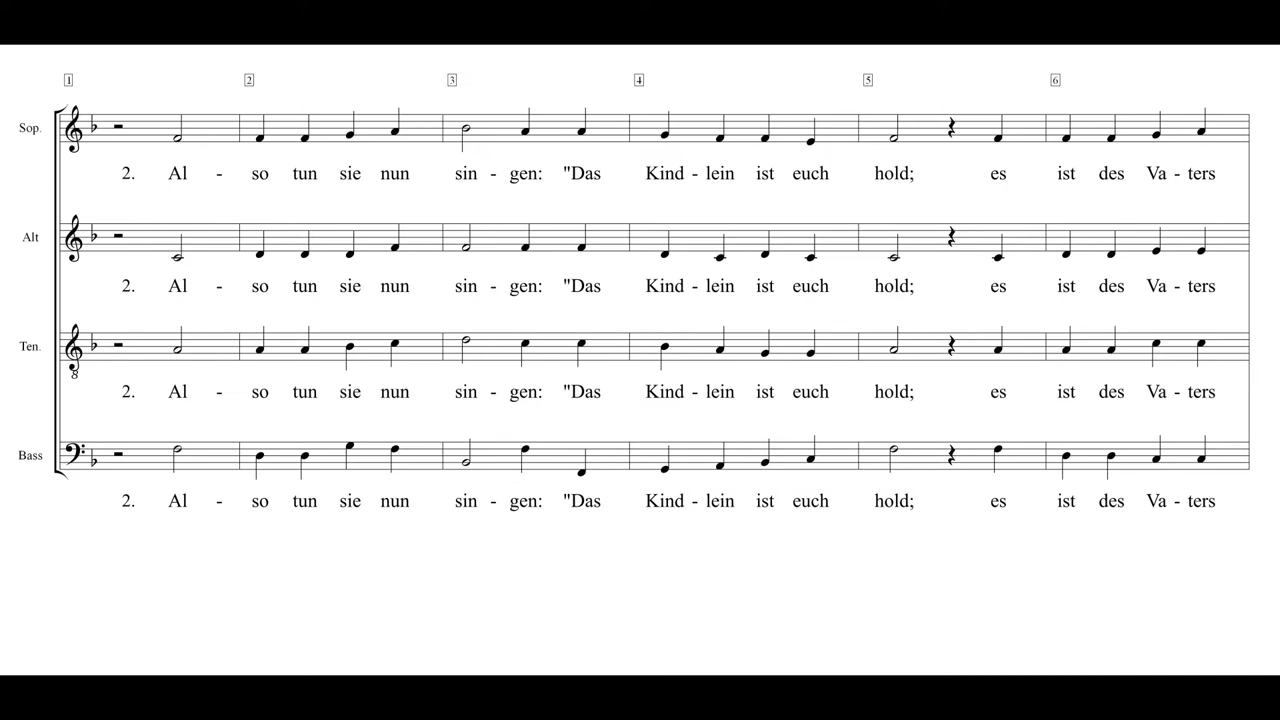 1 2 3 4 5 6
Sop.
2. Al - so tun sie nun sin - gen: "Das Kind - lein ist euch hold; es ist des Va - ters
Alt
2. Al - so tun sie nun sin - gen: "Das Kind - lein ist euch hold; es ist des Va - ters
Ten.
8
2. Al - so tun sie nun sin - gen: "Das Kind - lein ist euch hold; es ist des Va - ters
Bass
2. Al - so tun sie nun sin - gen: "Das Kind - lein ist euch hold; es ist des Va - ters